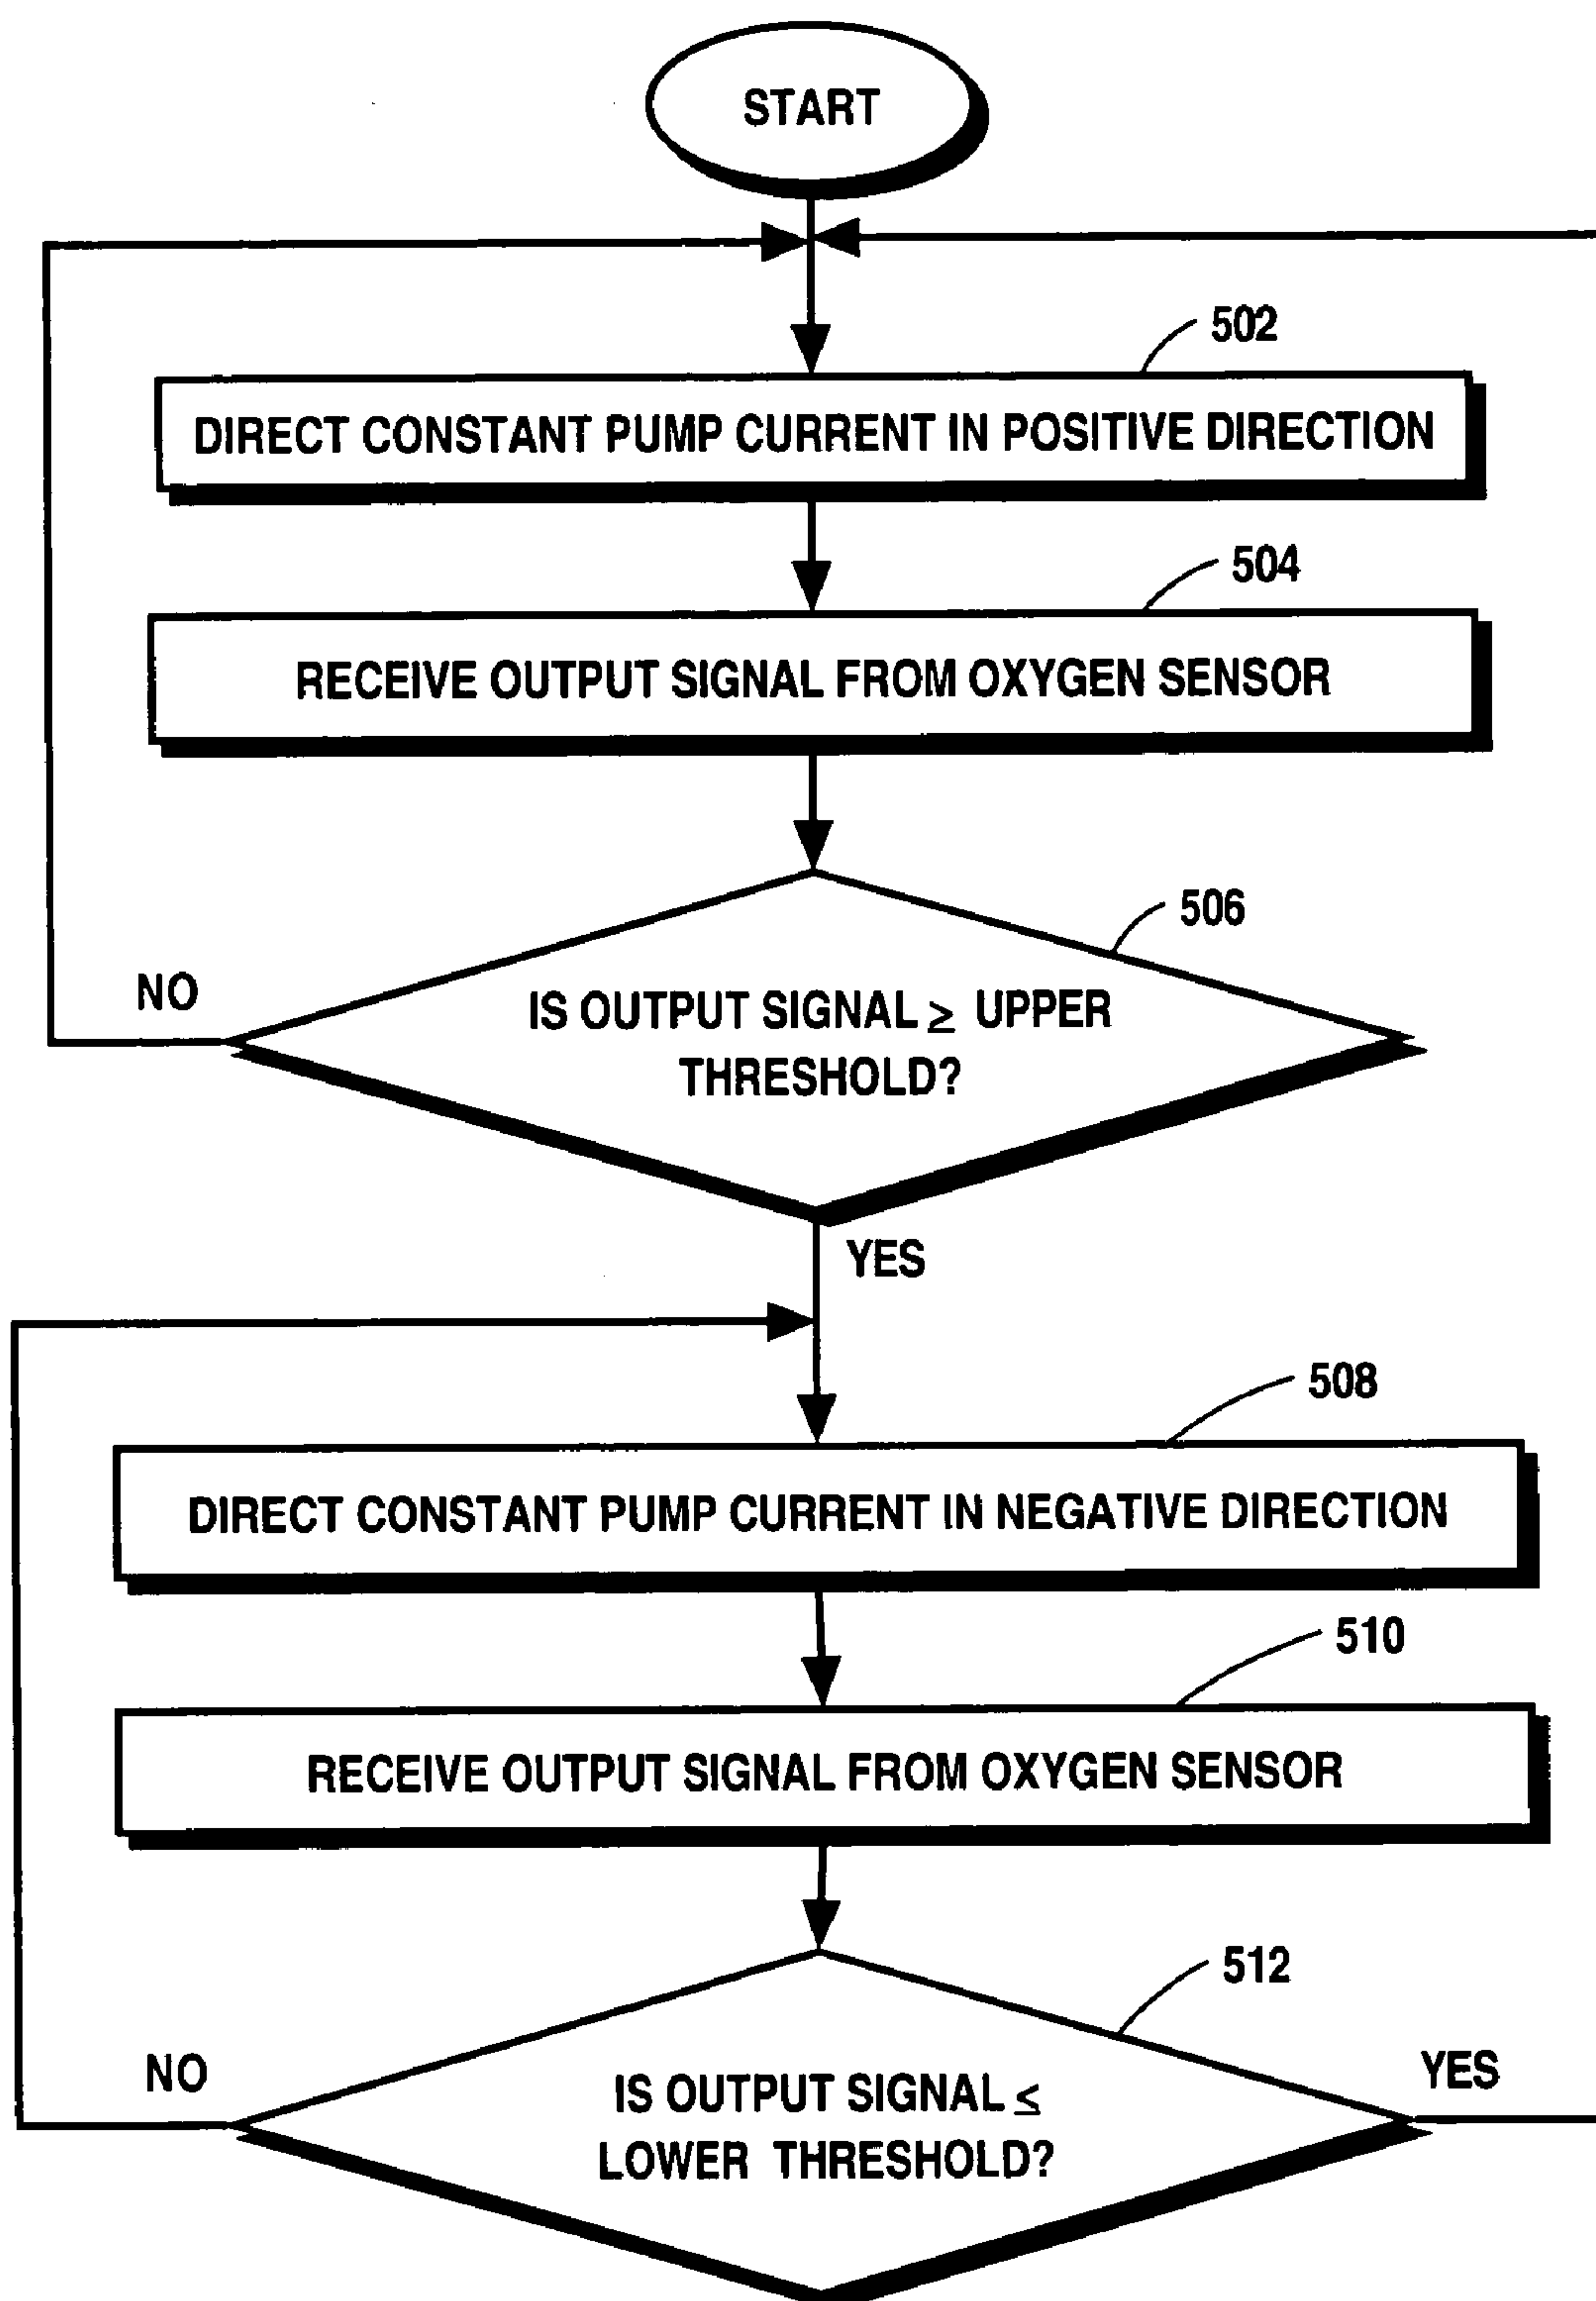 START
502
DIRECT CONSTANT PUMP CURRENT IN POSITIVE DIRECTION
504
RECEIVE OUTPUT SIGNAL FROM OXYGEN SENSOR
506
NO
IS OUTPUT SIGNAL ≥ UPPER
THRESHOLD?
YES
508
DIRECT CONSTANT PUMP CURRENT IN NEGATIVE DIRECTION
510
RECEIVE OUTPUT SIGNAL FROM OXYGEN SENSOR
512
NO
YES
IS OUTPUT SIGNAL ≤
LOWER THRESHOLD?